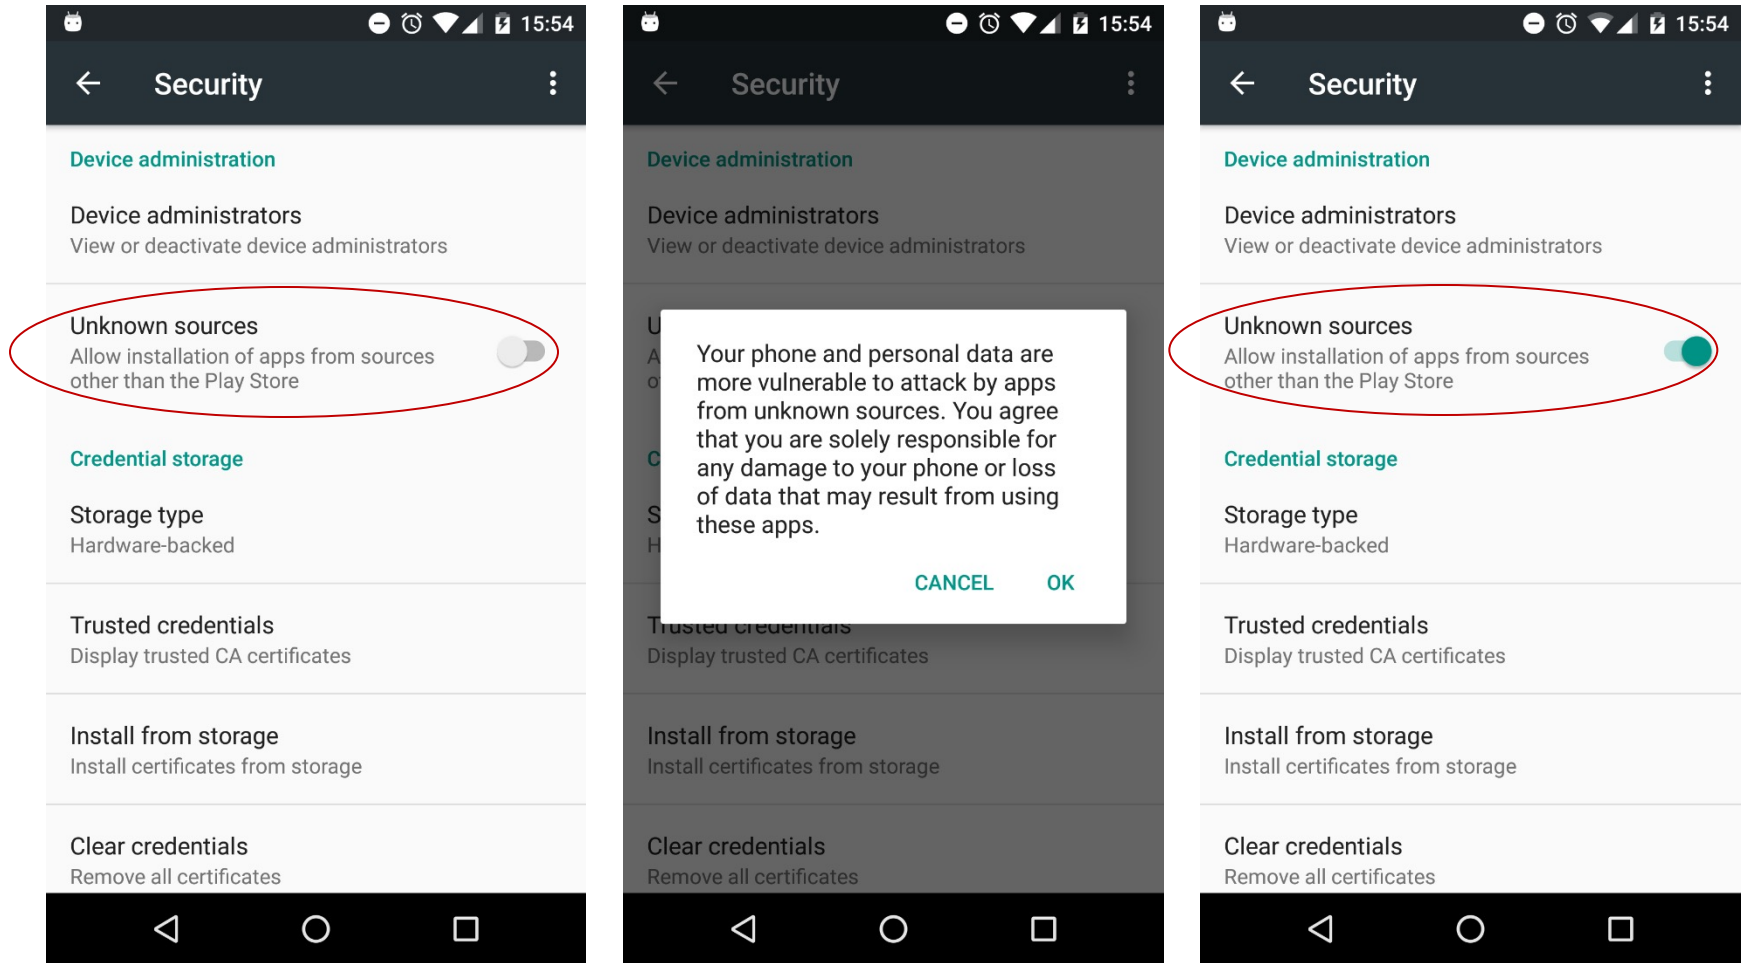 15:54
Security
Device administration
Device administrators
View or deactivate device administrators
Unknown sources
Allow installation of apps from sources
other than the Play Store
Credential storage
Storage type
Hardware-backed
Trusted credentials
Display trusted CA certificates
Install from storage
Install certificates from storage
Clear credentials
Remove all certificates
15:54
Security
Device administration
Device administrators
View or deactivate device administrators
U
A
o
Your phone and personal data are
more vulnerable to attack by apps
from unknown sources. You agree
that you are solely responsible for
any damage to your phone or loss
of data that may result from using
these apps.
CANCEL OK
C
S
H
Trusted credentials
Display trusted CA certificates
Install from storage
Install certificates from storage
Clear credentials
Remove all certificates
15:54
Security
Device administration
Device administrators
View or deactivate device administrators
Unknown sources
Allow installation of apps from sources
other than the Play Store
Credential storage
Storage type
Hardware-backed
Trusted credentials
Display trusted CA certificates
Install from storage
Install certificates from storage
Clear credentials
Remove all certificates